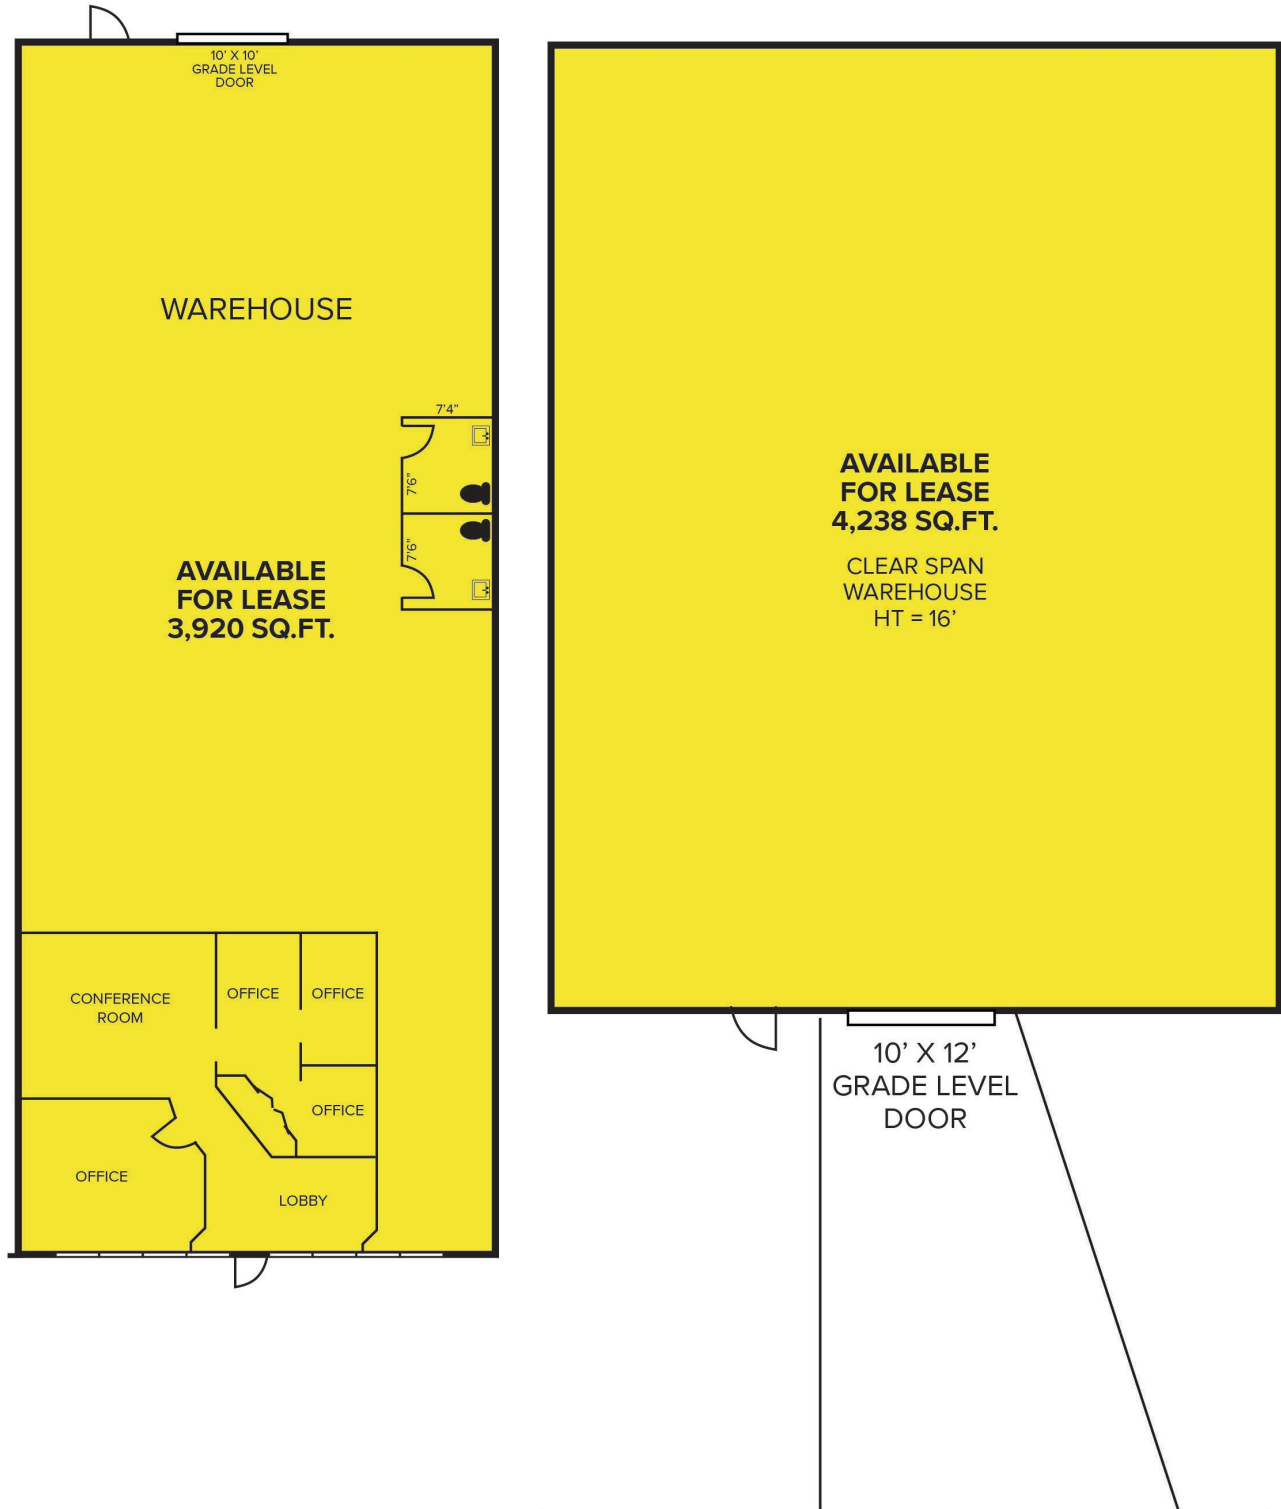 10' X 10'
GRADE LEVEL
DOOR
WAREHOUSE
7'4"
7'6"
7'6"
AVAILABLE
FOR LEASE
3,920 SQ.FT.
CONFERENCE
ROOM
OFFICE
OFFICE
OFFICE
OFFICE
LOBBY
AVAILABLE
FOR LEASE
4,238 SQ.FT.
CLEAR SPAN
WAREHOUSE
HT = 16'
10' X 12'
GRADE LEVEL
DOOR